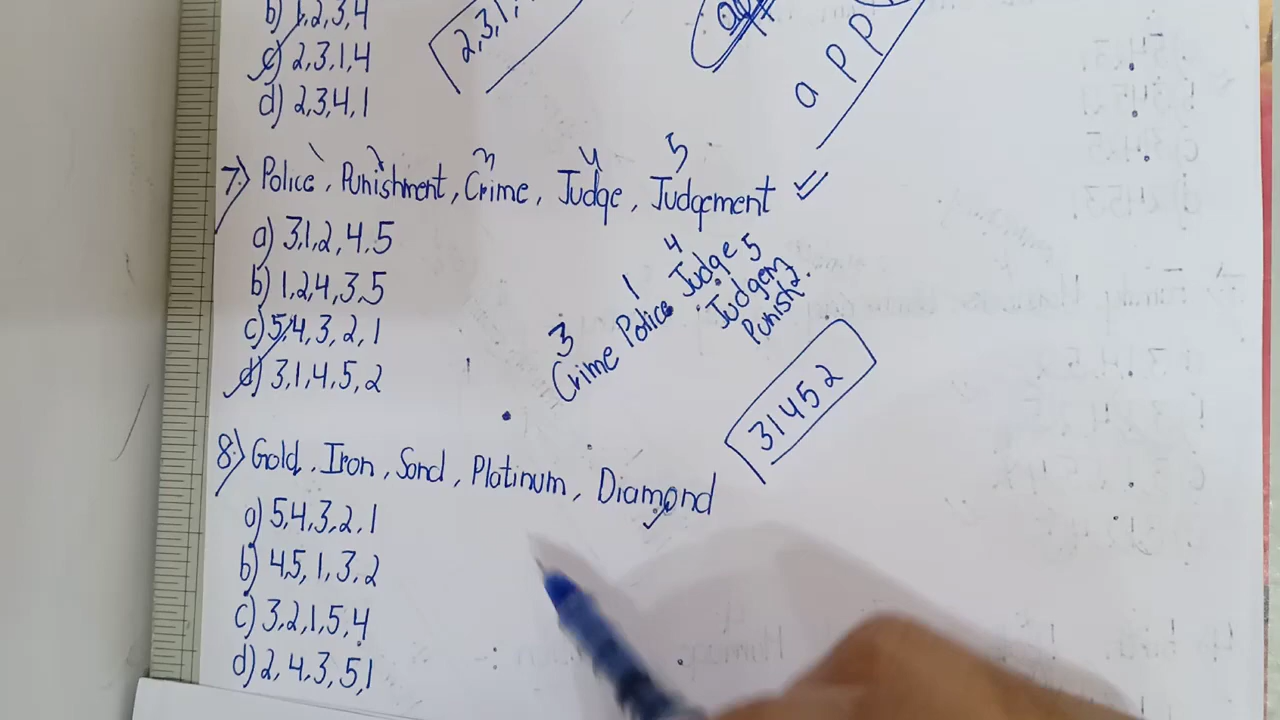 b) 1,2,3,4
c) 2,3,1,4
d) 2,3,4,1
2,3,1,
a p p
7) Police, Punishment, Crime, Judge, Judgement
1 2 3 4 5
a) 3,1,2,4,5
b) 1,2,4,3,5
c) 5,4,3,2,1
d) 3,1,4,5,2
3 1 4 5
Crime Police Judge
Judgem
Punish 2
31452
8) Gold, Iron, Sand, Platinum, Diamond
a) 5,4,3,2,1
b) 4,5,1,3,2
c) 3,2,1,5,4
d) 2,4,3,5,1